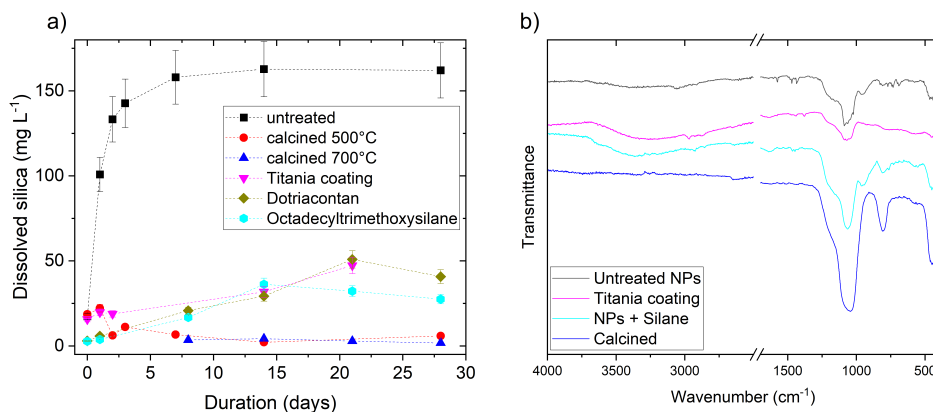 a)
Dissolved silica (mg L⁻¹)
150
100
50
0
untreated
calcined 500°C
calcined 700°C
Titania coating
Dotriacontan
Octadecyltrimethoxysilane
0 5 10 15 20 25 30
Duration (days)
b)
Transmittance
Untreated NPs
Titania coating
NPs + Silane
Calcined
4000 3500 3000 1500 1000 500
Wavenumber (cm⁻¹)